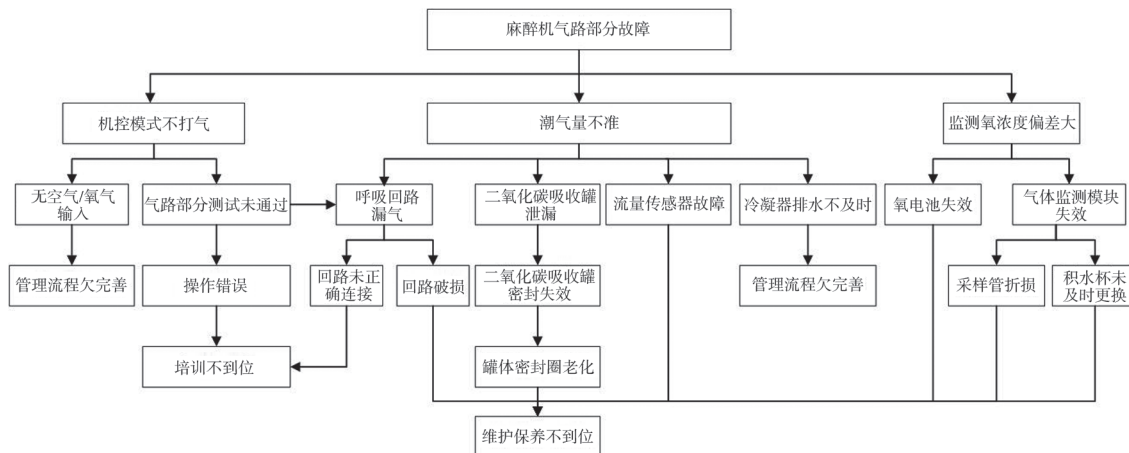 麻醉机气路部分故障
机控模式不打气
潮气量不准
监测氧浓度偏差大
无空气/氧气
输入
气路部分测试未通过
呼吸回路
漏气
二氧化碳吸收罐
泄漏
流量传感器故障
冷凝器排水不及时
氧电池失效
气体监测模块
失效
管理流程欠完善
操作错误
回路未正
确连接
回路破损
二氧化碳吸收罐
密封失效
管理流程欠完善
采样管折损
积水杯未
及时更换
培训不到位
罐体密封圈老化
维护保养不到位